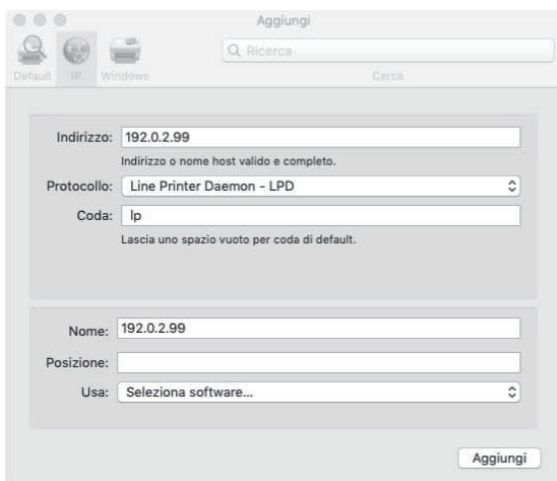 Aggiungi
Ricerca
Default IP Windows Cerca
Indirizzo: 192.0.2.99
Indirizzo o nome host valido e completo.
Protocollo: Line Printer Daemon - LPD
Coda: lp
Lascia uno spazio vuoto per coda di default.
Nome: 192.0.2.99
Posizione:
Usa: Seleziona software...
Aggiungi